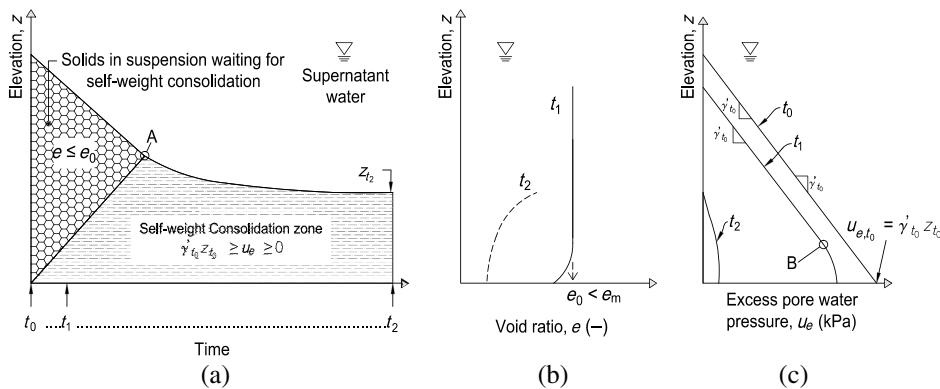 Elevation, z
Solids in suspension waiting for
self-weight consolidation
Supernatant
water
A
e ≤ e0
zt2
Self-weight Consolidation zone
γ't0 zt0 ≥ ue ≥ 0
t0
t1
t2
Time
(a)
Elevation, z
t1
t2
e0 < em
Void ratio, e (–)
(b)
Elevation, z
γ't0
t0
γ't0
t1
γ't0
ue,t0 = γ't0 zt0
t2
B
Excess pore water
pressure, ue (kPa)
(c)